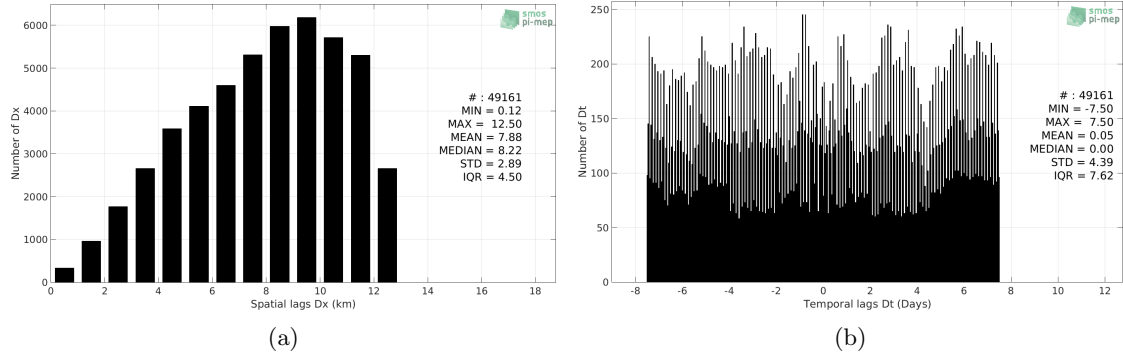 smos
pi-mep
6000
5000
4000
3000
2000
1000
0
Number of Dx
# : 49161
MIN = 0.12
MAX = 12.50
MEAN = 7.88
MEDIAN = 8.22
STD = 2.89
IQR = 4.50
0 2 4 6 8 10 12 14 16 18
Spatial lags Dx (km)
(a)
smos
pi-mep
250
200
150
100
50
0
Number of Dt
# : 49161
MIN = -7.50
MAX = 7.50
MEAN = 0.05
MEDIAN = 0.00
STD = 4.39
IQR = 7.62
-8 -6 -4 -2 0 2 4 6 8 10 12
Temporal lags Dt (Days)
(b)